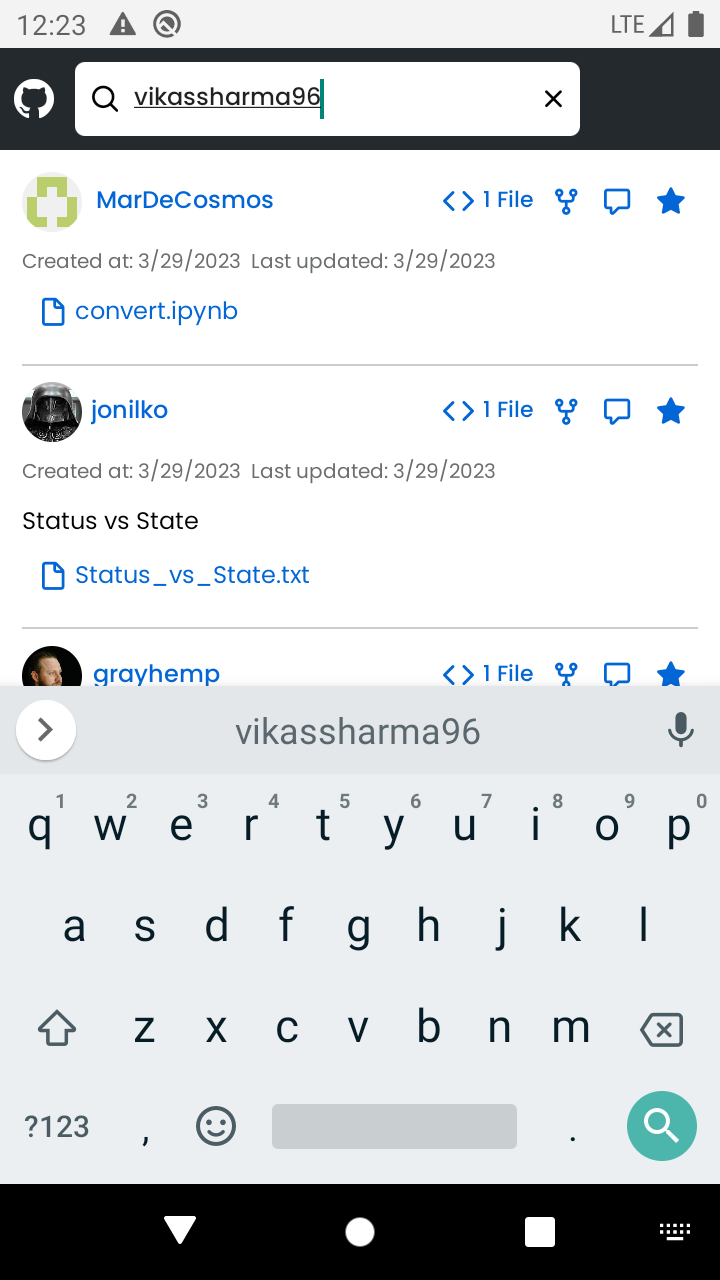 12:23 LTE
vikassharma96
MarDeCosmos 1 File
Created at: 3/29/2023 Last updated: 3/29/2023
convert.ipynb
jonilko 1 File
Created at: 3/29/2023 Last updated: 3/29/2023
Status vs State
Status_vs_State.txt
grayhemp 1 File
vikassharma96
1 2 3 4 5 6 7 8 9 0
q w e r t y u i o p
a s d f g h j k l
z x c v b n m
?123 , .